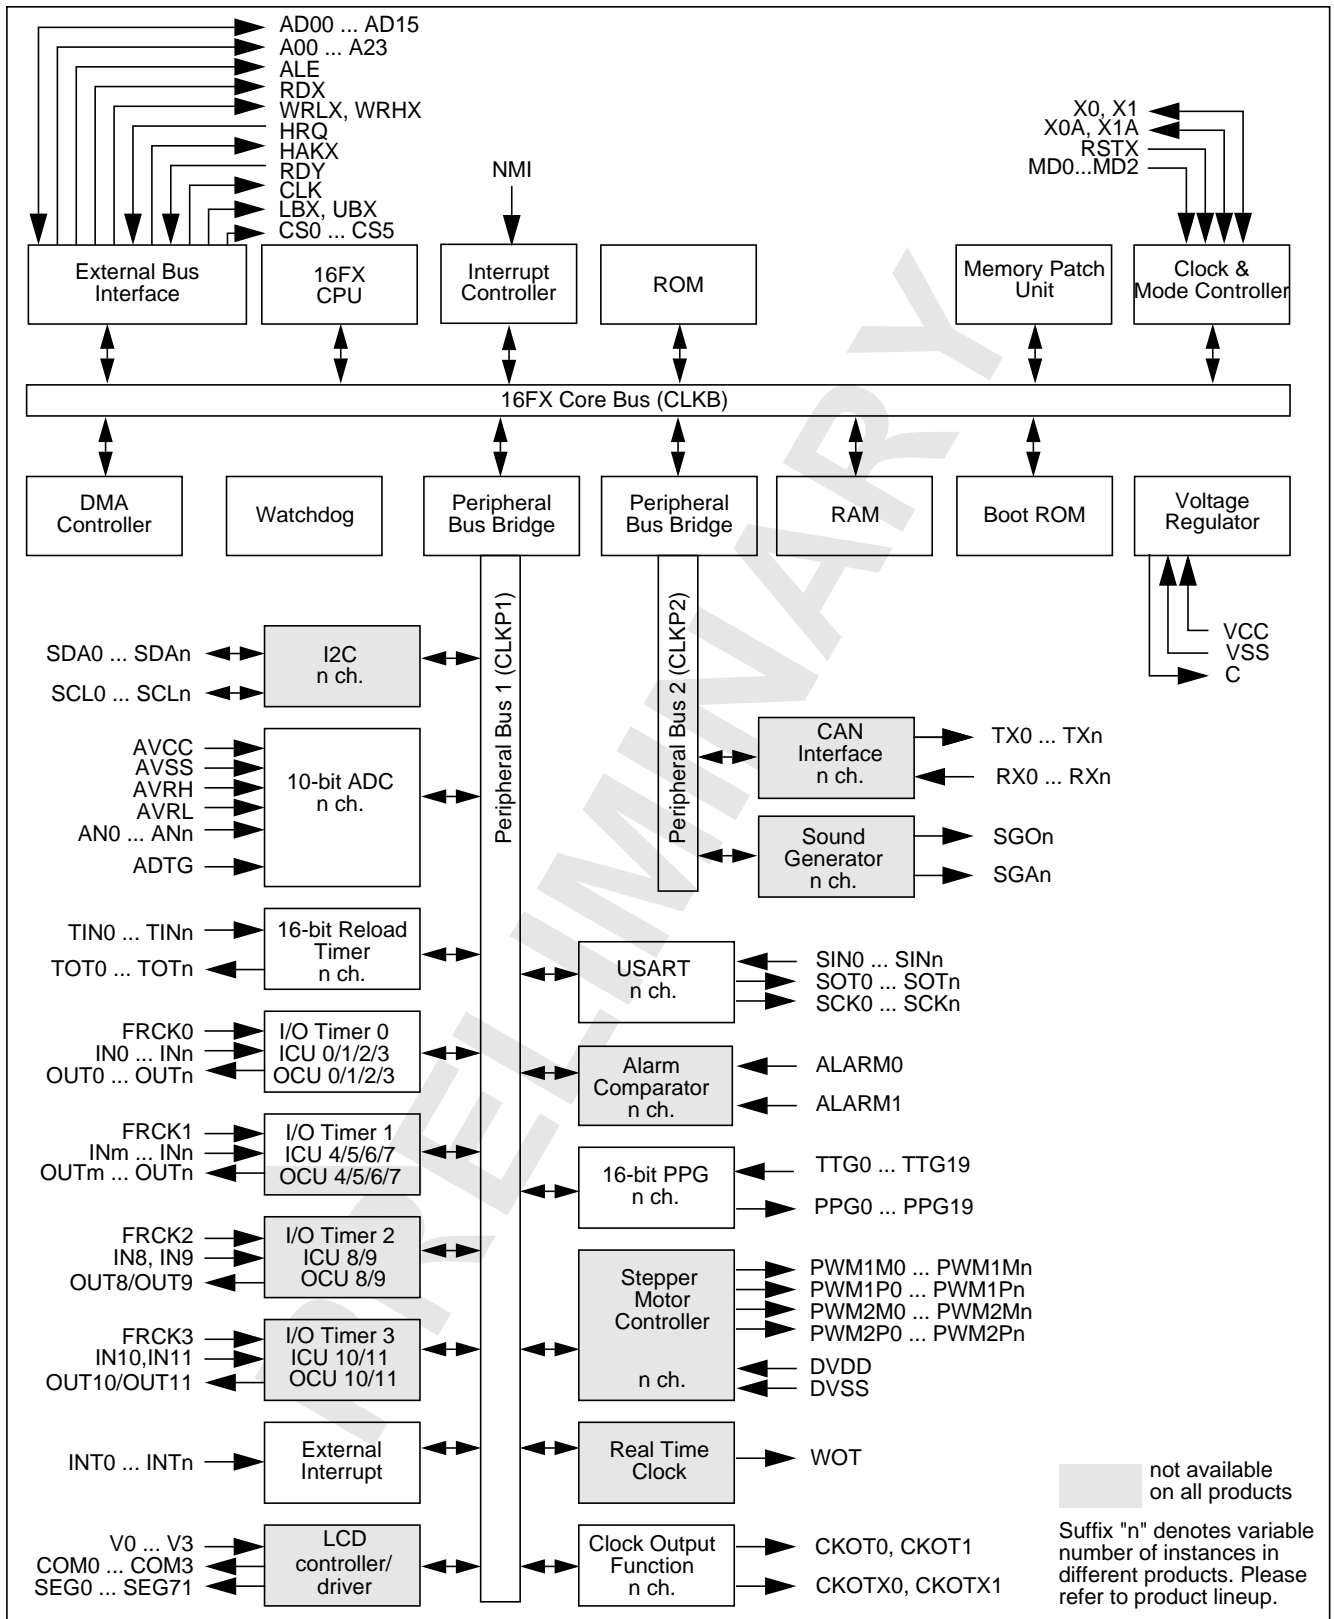 AD00 ... AD15
A00 ... A23
ALE
RDX
WRLX, WRHX
HRQ
HAKX
RDY
CLK
LBX, UBX
CS0 ... CS5
NMI
X0, X1
X0A, X1A
RSTX
MD0...MD2
External Bus
Interface
16FX
CPU
Interrupt
Controller
ROM
Memory Patch
Unit
Clock &
Mode Controller
16FX Core Bus (CLKB)
DMA
Controller
Watchdog
Peripheral
Bus Bridge
Peripheral
Bus Bridge
RAM
Boot ROM
Voltage
Regulator
VCC
VSS
C
Peripheral Bus 1 (CLKP1)
Peripheral Bus 2 (CLKP2)
SDA0 ... SDAn
SCL0 ... SCLn
I2C
n ch.
AVCC
AVSS
AVRH
AVRL
AN0 ... ANn
ADTG
10-bit ADC
n ch.
TIN0 ... TINn
TOT0 ... TOTn
16-bit Reload
Timer
n ch.
FRCK0
IN0 ... INn
OUT0 ... OUTn
I/O Timer 0
ICU 0/1/2/3
OCU 0/1/2/3
FRCK1
INm ... INn
OUTm ... OUTn
I/O Timer 1
ICU 4/5/6/7
OCU 4/5/6/7
FRCK2
IN8, IN9
OUT8/OUT9
I/O Timer 2
ICU 8/9
OCU 8/9
FRCK3
IN10,IN11
OUT10/OUT11
I/O Timer 3
ICU 10/11
OCU 10/11
INT0 ... INTn
External
Interrupt
V0 ... V3
COM0 ... COM3
SEG0 ... SEG71
LCD
controller/
driver
CAN
Interface
n ch.
TX0 ... TXn
RX0 ... RXn
Sound
Generator
n ch.
SGOn
SGAn
USART
n ch.
SIN0 ... SINn
SOT0 ... SOTn
SCK0 ... SCKn
Alarm
Comparator
n ch.
ALARM0
ALARM1
16-bit PPG
n ch.
TTG0 ... TTG19
PPG0 ... PPG19
Stepper
Motor
Controller
n ch.
PWM1M0 ... PWM1Mn
PWM1P0 ... PWM1Pn
PWM2M0 ... PWM2Mn
PWM2P0 ... PWM2Pn
DVDD
DVSS
Real Time
Clock
WOT
Clock Output
Function
n ch.
CKOT0, CKOT1
CKOTX0, CKOTX1
not available
on all products
Suffix "n" denotes variable
number of instances in
different products. Please
refer to product lineup.
PRELIMINARY